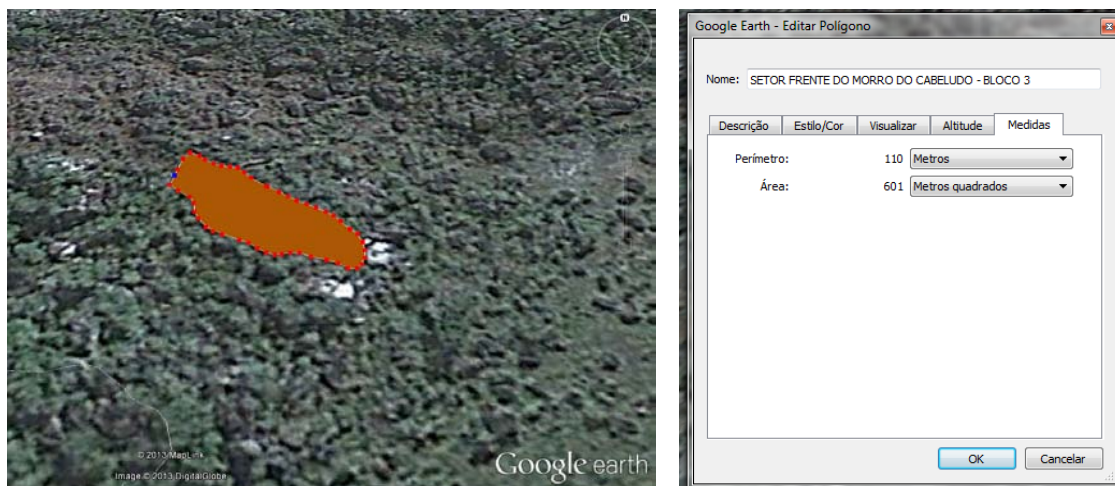 N
© 2013 MapLink
Image © 2013 DigitalGlobe
Google earth
Google Earth - Editar Polígono
Nome: SETOR FRENTE DO MORRO DO CABELUDO - BLOCO 3
Descrição Estilo/Cor Visualizar Altitude Medidas
Perímetro: 110 Metros
Área: 601 Metros quadrados
OK Cancelar